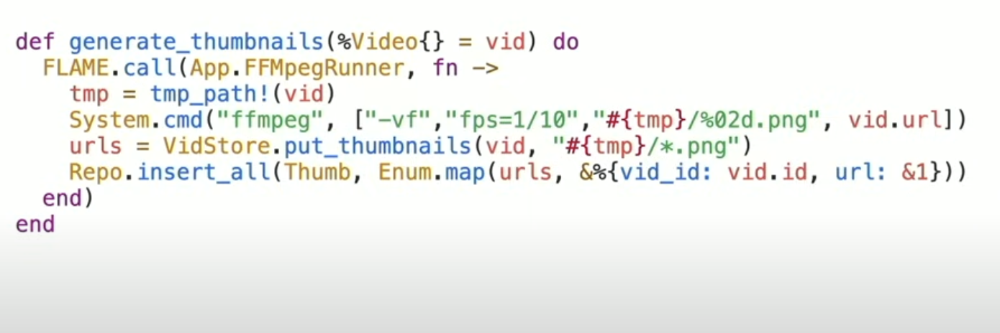 def generate_thumbnails(%Video{} = vid) do
  FLAME.call(App.FFMpegRunner, fn ->
    tmp = tmp_path!(vid)
    System.cmd("ffmpeg", ["-vf","fps=1/10","#{tmp}/%02d.png", vid.url])
    urls = VidStore.put_thumbnails(vid, "#{tmp}/*.png")
    Repo.insert_all(Thumb, Enum.map(urls, &%{vid_id: vid.id, url: &1}))
  end)
end